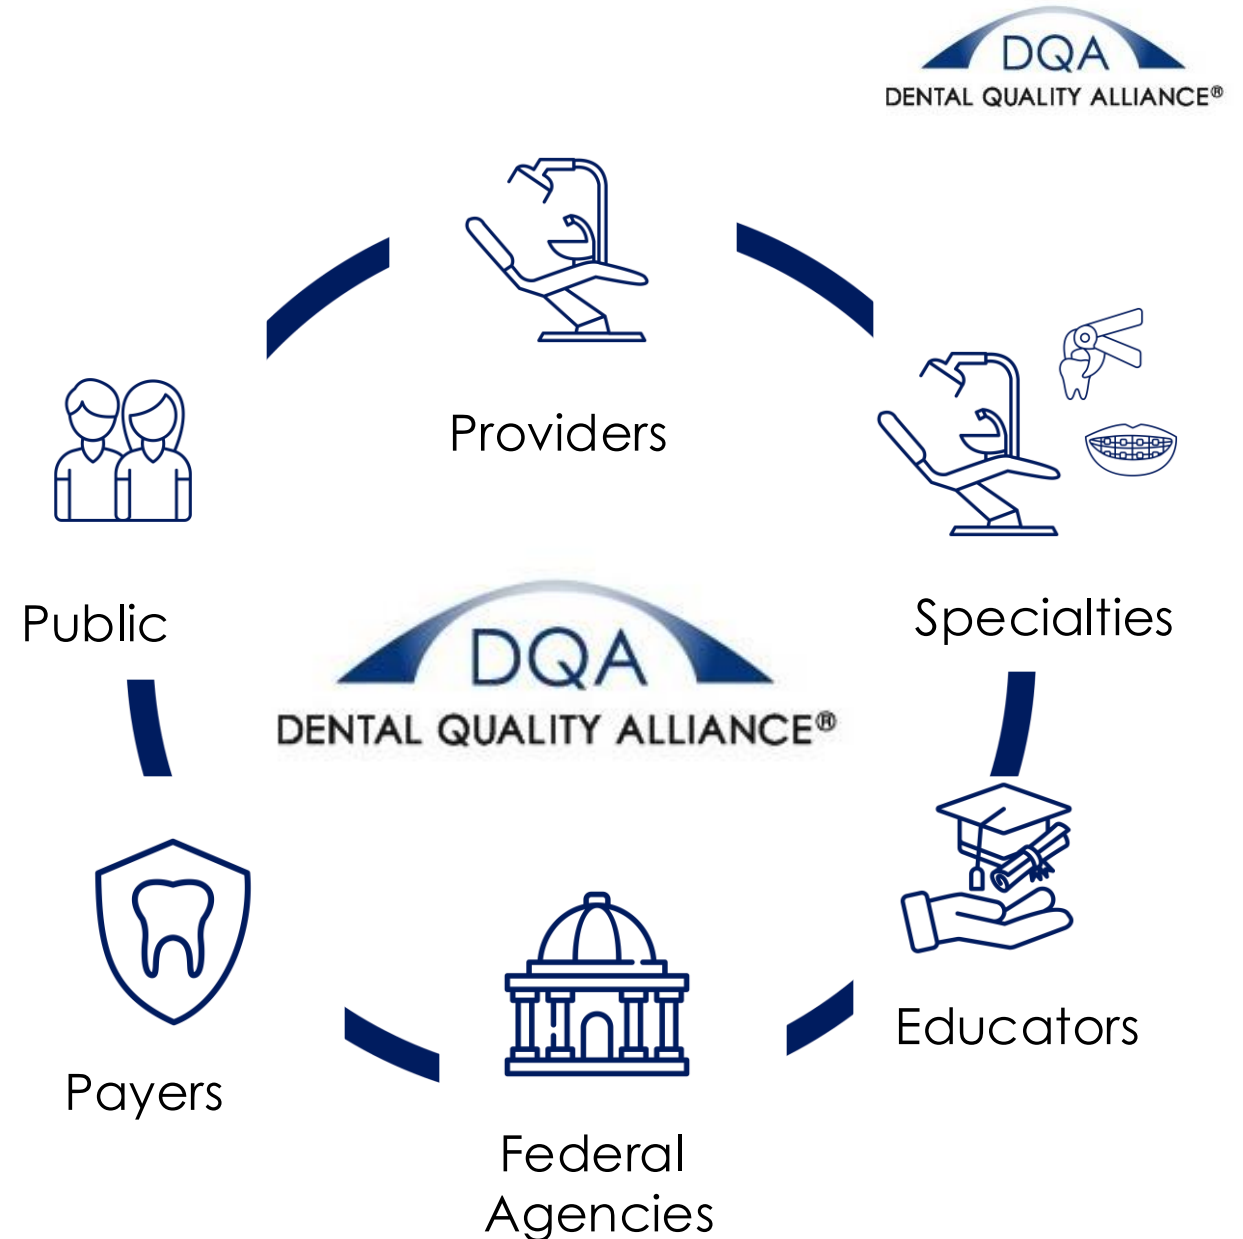 DQA
DENTAL QUALITY ALLIANCE®
Providers
Specialties
Public
DQA
DENTAL QUALITY ALLIANCE®
Educators
Payers
Federal
Agencies